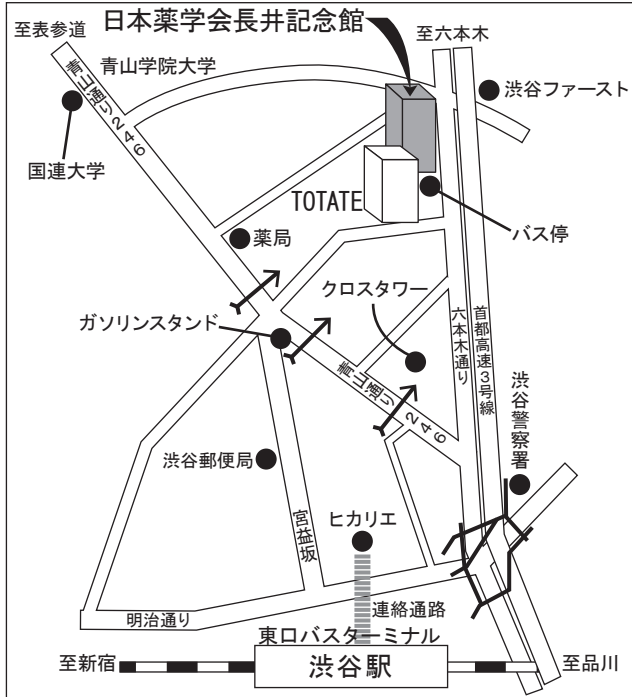 日本薬学会長井記念館
至表参道
至六本木
青山学院大学
渋谷ファースト
青山通り246
国連大学
TOTATE
バス停
薬局
クロスタワー
ガソリンスタンド
首都高速3号線
六本木通り
青山通り246
渋谷警察署
渋谷郵便局
宮益坂
ヒカリエ
連絡通路
明治通り
東口バスターミナル
至新宿
渋谷駅
至品川